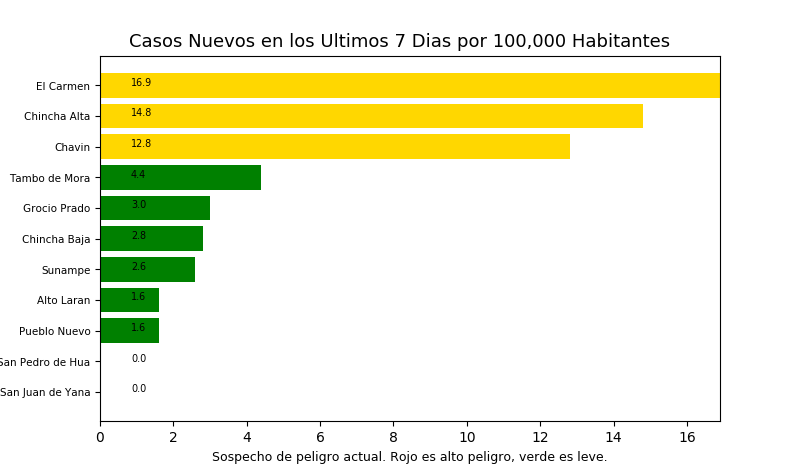 Casos Nuevos en los Ultimos 7 Dias por 100,000 Habitantes
El Carmen 16.9
Chincha Alta 14.8
Chavin 12.8
Tambo de Mora 4.4
Grocio Prado 3.0
Chincha Baja 2.8
Sunampe 2.6
Alto Laran 1.6
Pueblo Nuevo 1.6
San Pedro de Hua 0.0
San Juan de Yana 0.0
0 2 4 6 8 10 12 14 16
Sospecho de peligro actual. Rojo es alto peligro, verde es leve.